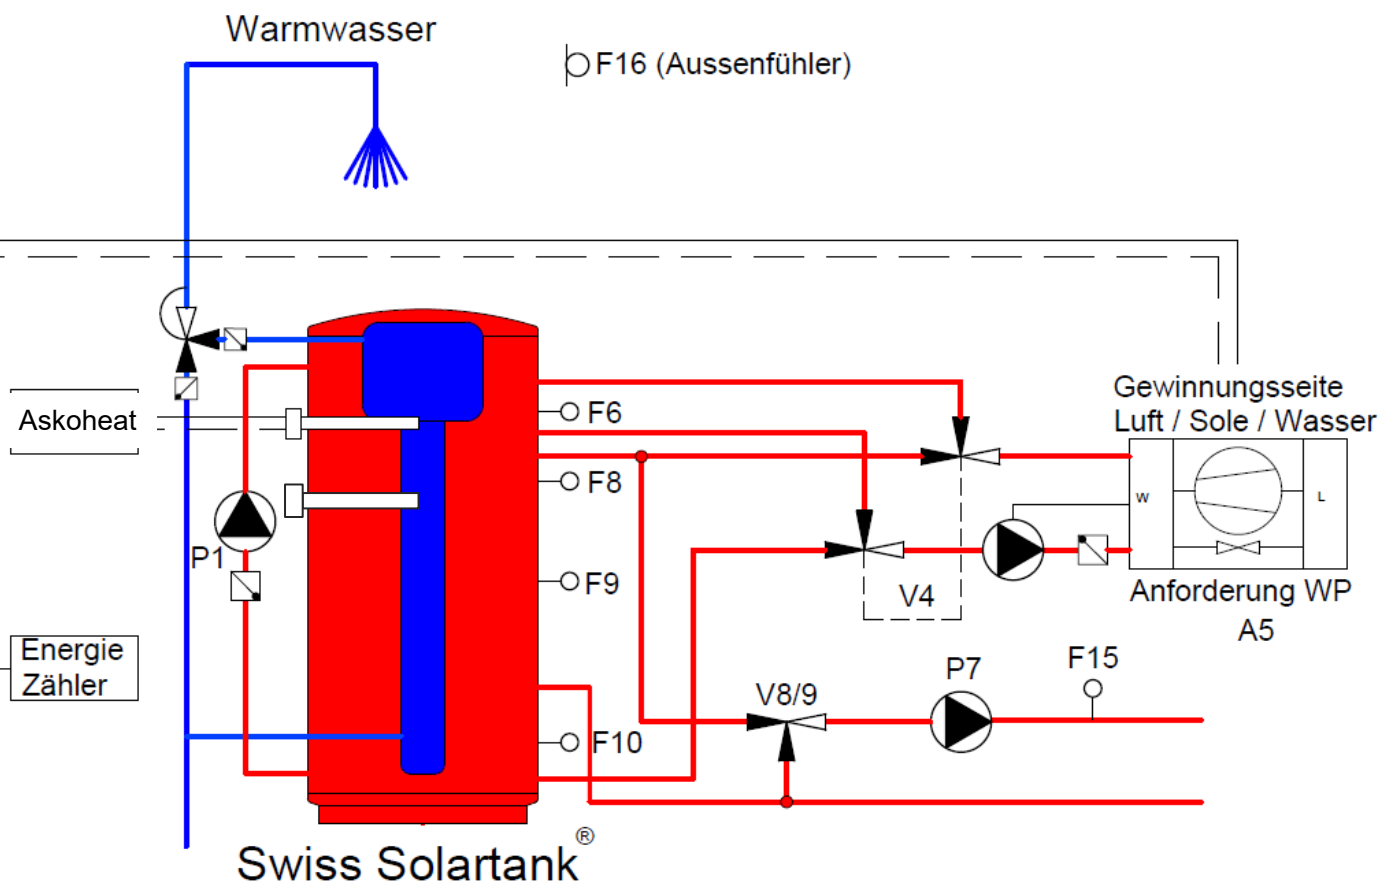 Warmwasser
F16 (Aussenfühler)
Gewinnungsseite
Luft / Sole / Wasser
Askoheat
F6
F8
W
L
P1
F9
V4
Anforderung WP
A5
Energie
Zähler
F15
P7
V8/9
F10
Swiss Solartank®